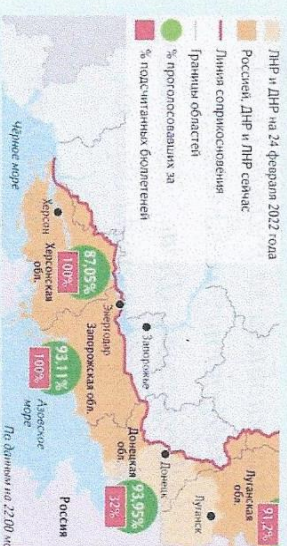 ЛНР и ДНР на 24 февраля 2022 года
Россией, ДНР и ЛНР сейчас
Линия соприкосновения
Границы областей
% проголосовавших за
% подсчитанных бюллетеней
Луганская
обл.
91,2%
Луганск
Донецк
Донецкая
обл.
93,95%
32%
Россия
Запорожье
Энергодар
Запорожская обл.
93,11%
100%
Азовское
море
87,05%
100%
Херсон
Херсонская
обл.
Чёрное море
По данным на 22.00